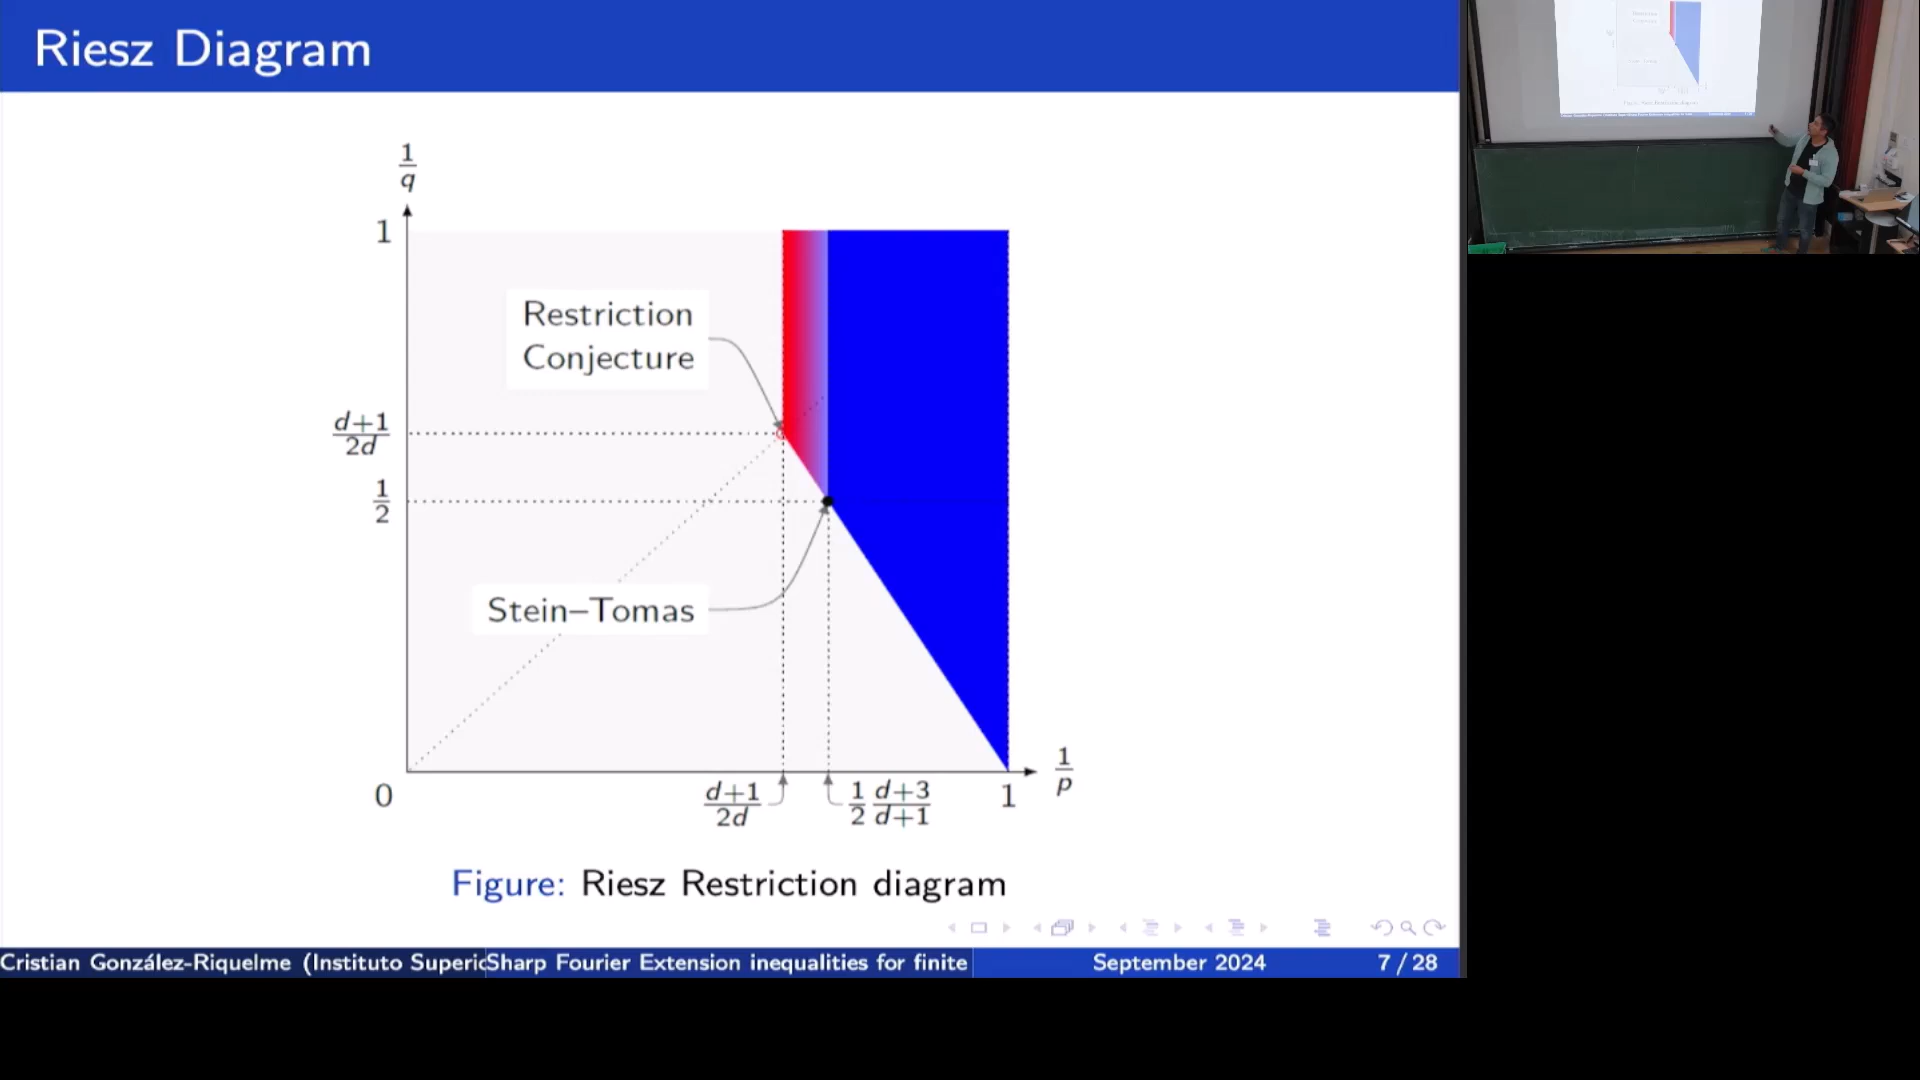 Riesz Diagram
1/q
1
Restriction
Conjecture
d+1/2d
1/2
Stein–Tomas
0
d+1/2d
1/2 d+3/d+1
1
1/p
Figure: Riesz Restriction diagram
Cristian González-Riquelme (Instituto Superic
Sharp Fourier Extension inequalities for finite
September 2024
7 / 28